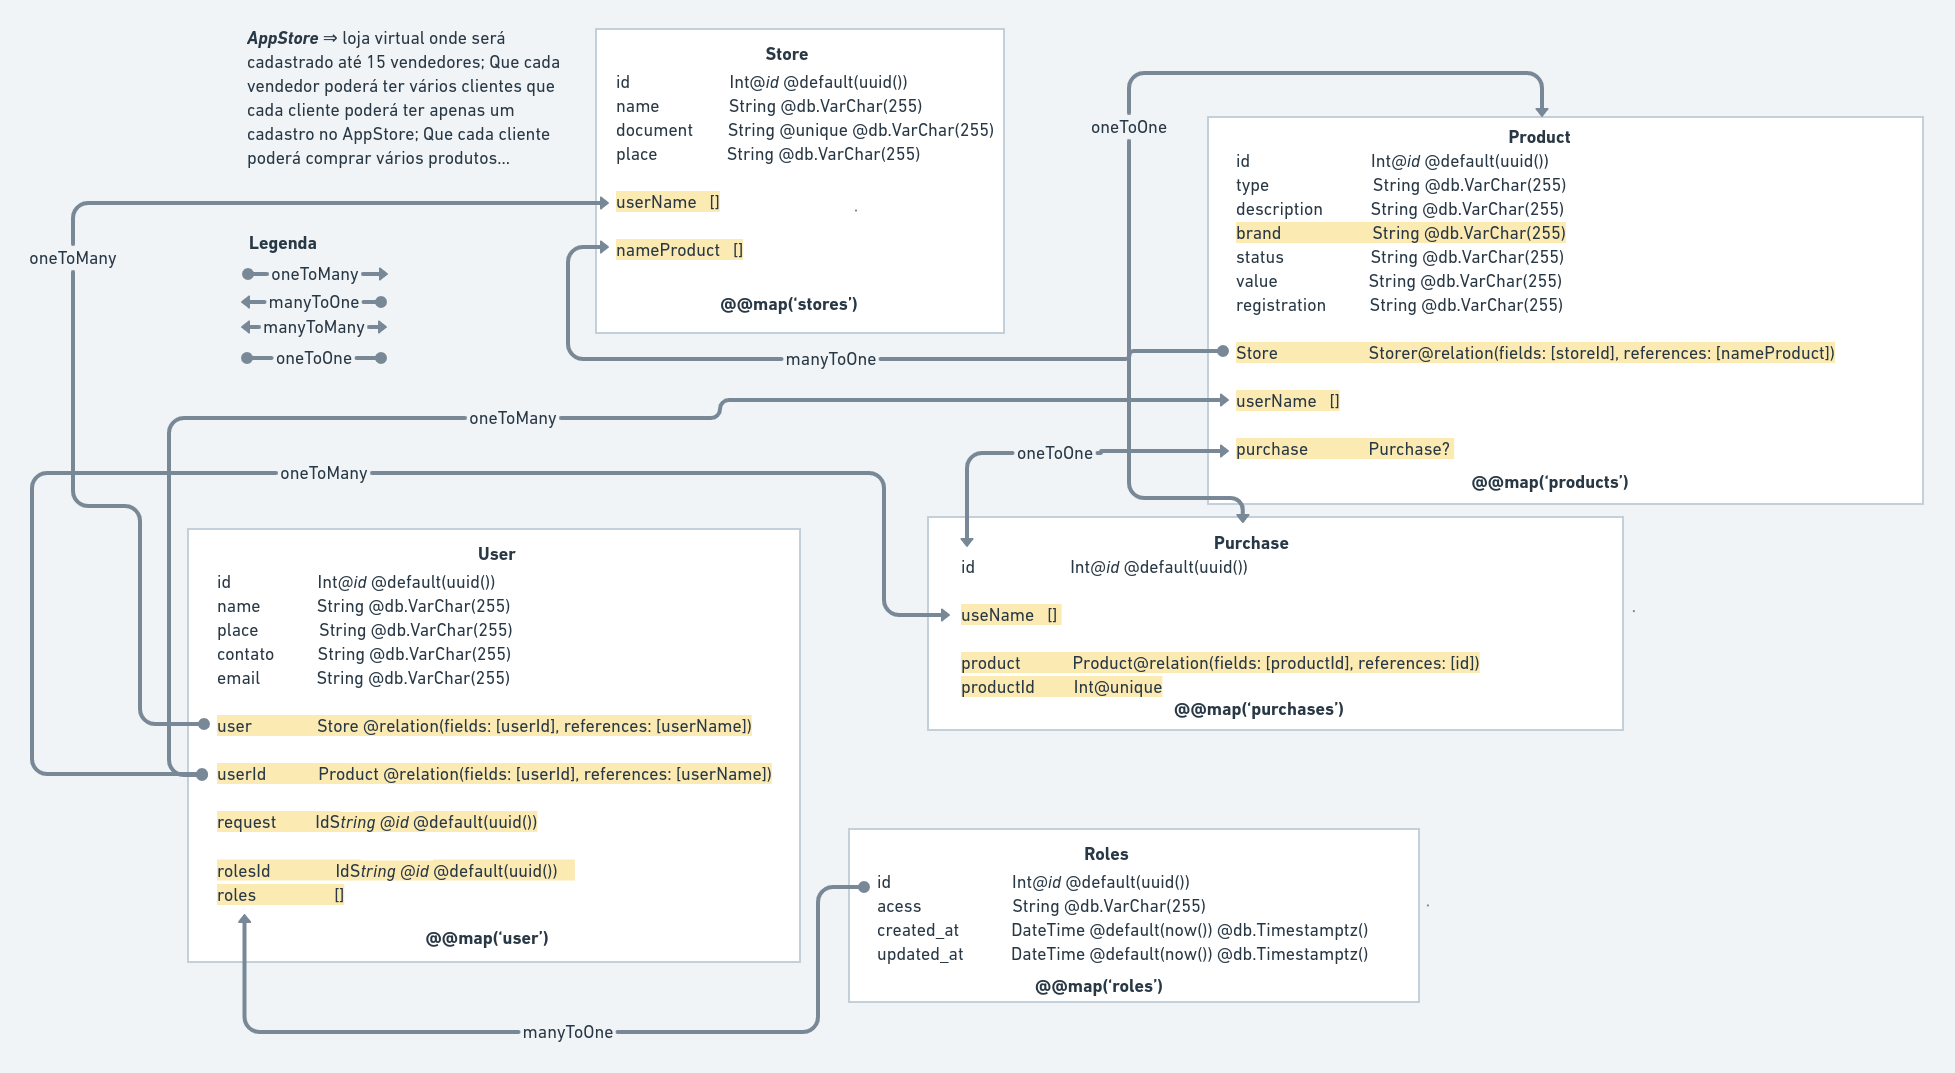 AppStore ⇒ loja virtual onde será
cadastrado até 15 vendedores; Que cada
vendedor poderá ter vários clientes que
cada cliente poderá ter apenas um
cadastro no AppStore; Que cada cliente
poderá comprar vários produtos...
Legenda
oneToMany
manyToOne
manyToMany
oneToOne
Store
id Int@id @default(uuid())
name String @db.VarChar(255)
document String @unique @db.VarChar(255)
place String @db.VarChar(255)
userName []
nameProduct []
@@map(‘stores’)
oneToOne
Product
id Int@id @default(uuid())
type String @db.VarChar(255)
description String @db.VarChar(255)
brand String @db.VarChar(255)
status String @db.VarChar(255)
value String @db.VarChar(255)
registration String @db.VarChar(255)
Store Storer@relation(fields: [storeId], references: [nameProduct])
userName []
purchase Purchase?
@@map(‘products’)
oneToMany
manyToOne
oneToMany
oneToOne
oneToMany
User
id Int@id @default(uuid())
name String @db.VarChar(255)
place String @db.VarChar(255)
contato String @db.VarChar(255)
email String @db.VarChar(255)
user Store @relation(fields: [userId], references: [userName])
userId Product @relation(fields: [userId], references: [userName])
request IdString @id @default(uuid())
rolesId IdString @id @default(uuid())
roles []
@@map(‘user’)
Purchase
id Int@id @default(uuid())
useName []
product Product@relation(fields: [productId], references: [id])
productId Int@unique
@@map(‘purchases’)
Roles
id Int@id @default(uuid())
acess String @db.VarChar(255)
created_at DateTime @default(now()) @db.Timestamptz()
updated_at DateTime @default(now()) @db.Timestamptz()
@@map(‘roles’)
manyToOne